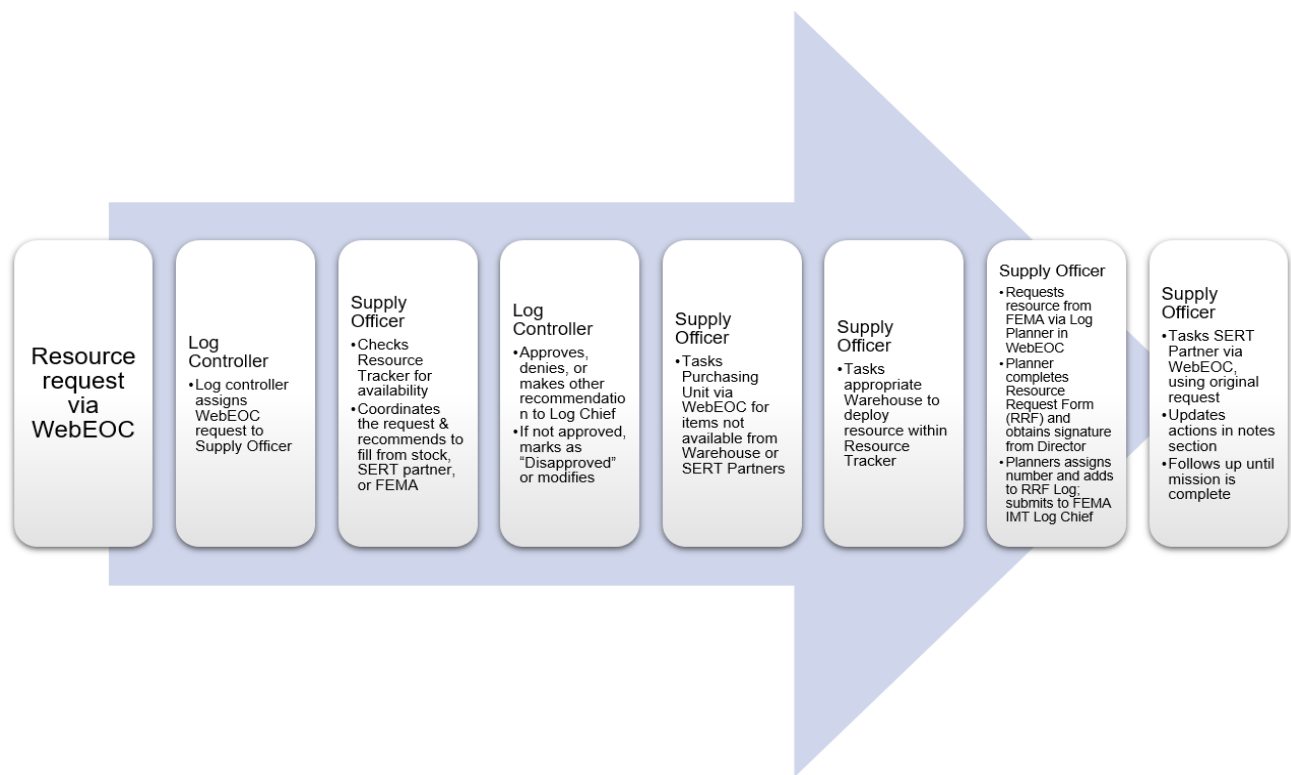 Resource
request
via
WebEOC
Log
Controller
•Log controller
assigns
WebEOC
request to
Supply Officer
Supply
Officer
•Checks
Resource
Tracker for
availability
•Coordinates
the request &
recommends to
fill from stock,
SERT partner,
or FEMA
Log
Controller
•Approves,
denies, or
makes other
recommendatio
n to Log Chief
•If not approved,
marks as
“Disapproved”
or modifies
Supply
Officer
•Tasks
Purchasing
Unit via
WebEOC for
items not
available from
Warehouse or
SERT Partners
Supply
Officer
•Tasks
appropriate
Warehouse to
deploy
resource within
Resource
Tracker
Supply Officer
•Requests
resource from
FEMA via Log
Planner in
WebEOC
•Planner
completes
Resource
Request Form
(RRF) and
obtains signature
from Director
•Planners assigns
number and adds
to RRF Log;
submits to FEMA
IMT Log Chief
Supply
Officer
•Tasks SERT
Partner via
WebEOC,
using original
request
•Updates
actions in notes
section
•Follows up until
mission is
complete